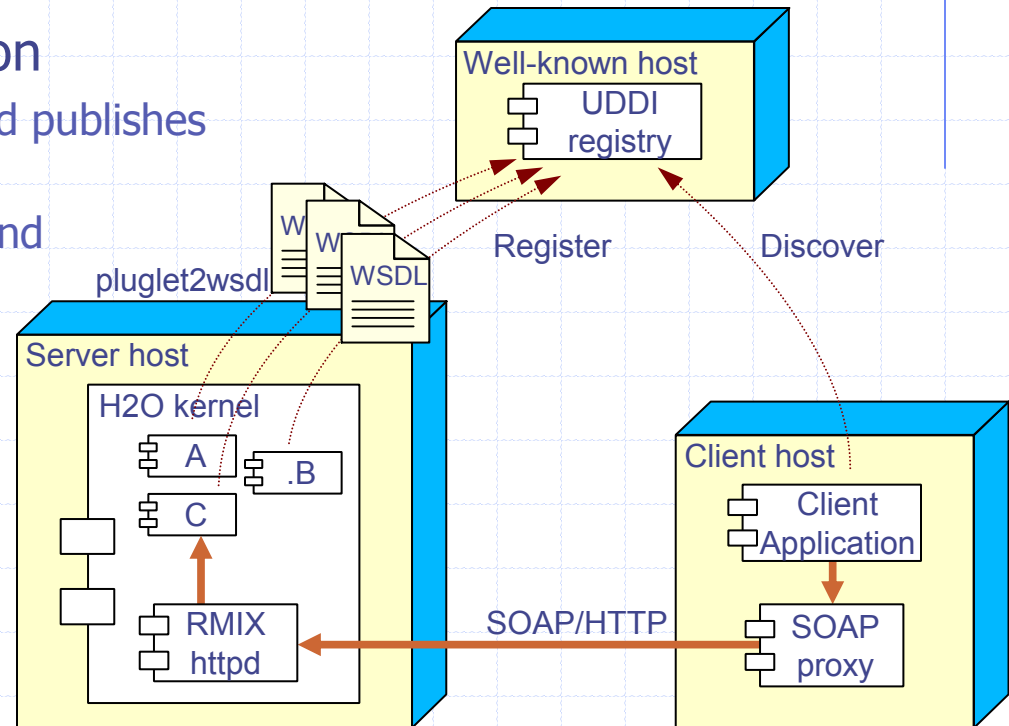 on
d publishes
nd
Well-known host
UDDI
registry
Register
Discover
W
W
WSDL
pluglet2wsdl
Server host
H2O kernel
A
.B
C
RMIX
httpd
SOAP/HTTP
Client host
Client
Application
SOAP
proxy